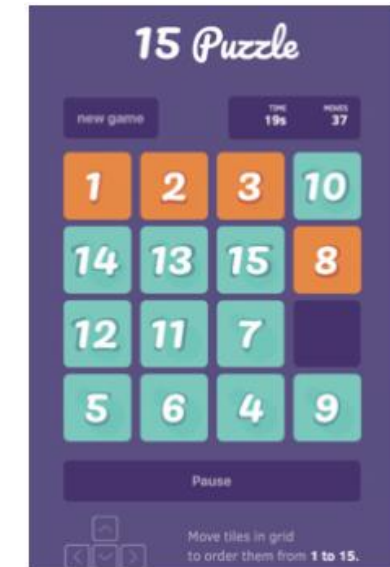 15 Puzzle
new game
TIME MOVES
19s 37
1 2 3 10
14 13 15 8
12 11 7
5 6 4 9
Pause
Move tiles in grid
to order them from 1 to 15.